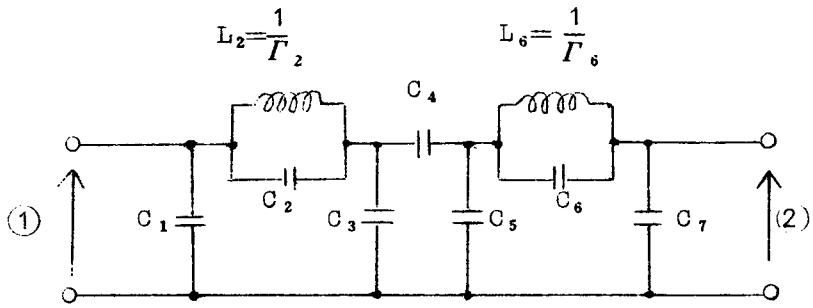 L₂=1/Γ₂
L₆=1/Γ₆
C₄
C₂
C₆
①
C₁
C₃
C₅
C₇
(2)